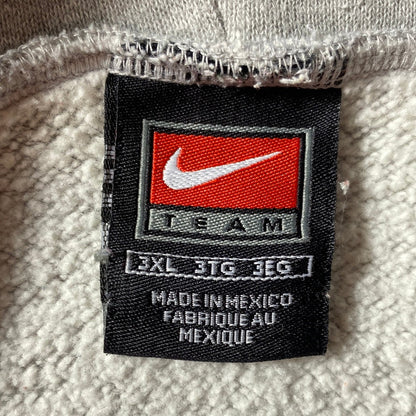 TEAM
3XL 3TG 3EG
MADE IN MEXICO
FABRIQUE AU
MEXIQUE